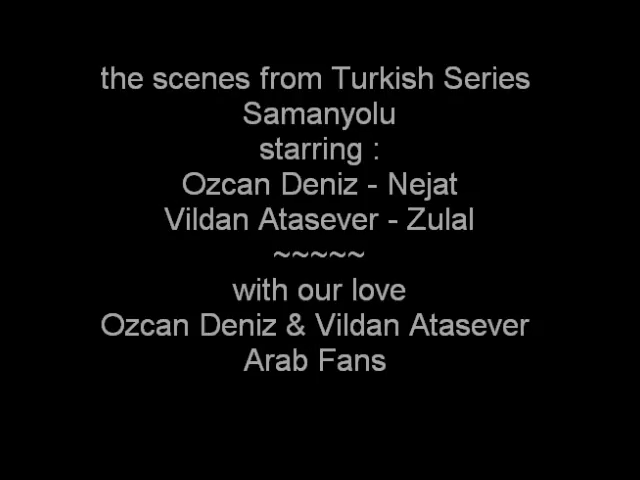 the scenes from Turkish Series
Samanyolu
starring :
Ozcan Deniz - Nejat
Vildan Atasever - Zulal
~~~~~
with our love
Ozcan Deniz & Vildan Atasever
Arab Fans